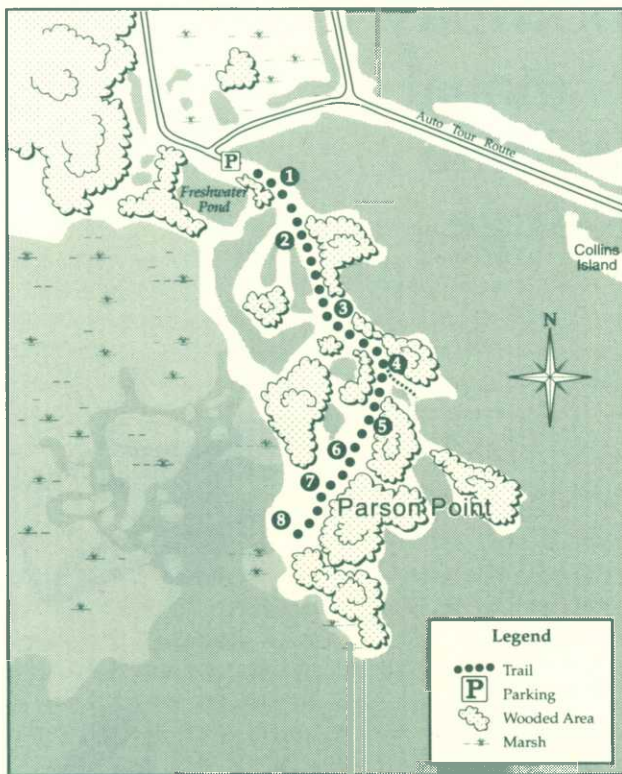 Auto Tour Route
P
1
Freshwater
Pond
2
Collins
Island
3
N
4
5
6
7
Parson Point
8
Legend
Trail
P Parking
Wooded Area
Marsh